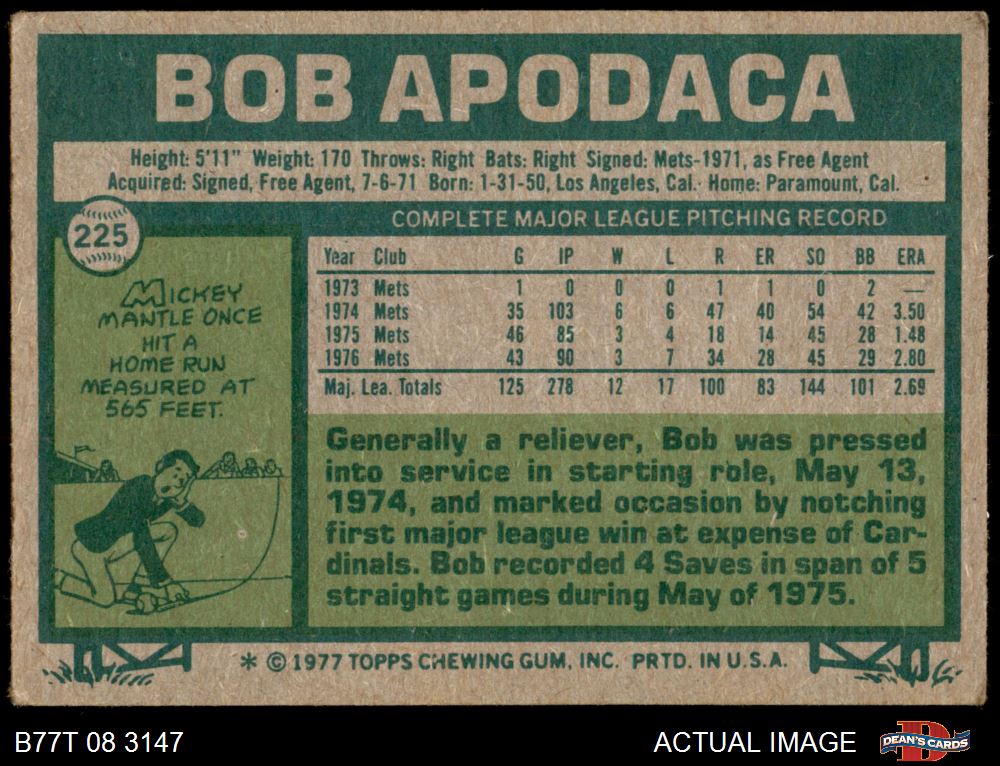 BOB APODACA
Height: 5'11" Weight: 170 Throws: Right Bats: Right Signed: Mets-1971, as Free Agent
Acquired: Signed, Free Agent, 7-6-71 Born: 1-31-50, Los Angeles, Cal. Home: Paramount, Cal.
225
MICKEY
MANTLE ONCE
HIT A
HOME RUN
MEASURED AT
565 FEET.
COMPLETE MAJOR LEAGUE PITCHING RECORD
Year Club G IP W L R ER SO BB ERA
1973 Mets 1 0 0 0 1 1 0 2 —
1974 Mets 35 103 6 6 47 40 54 42 3.50
1975 Mets 46 85 3 4 18 14 45 28 1.48
1976 Mets 43 90 3 7 34 28 45 29 2.80
Maj. Lea. Totals 125 278 12 17 100 83 144 101 2.69
Generally a reliever, Bob was pressed
into service in starting role, May 13,
1974, and marked occasion by notching
first major league win at expense of Car-
dinals. Bob recorded 4 Saves in span of 5
straight games during May of 1975.
* © 1977 TOPPS CHEWING GUM, INC. PRTD. IN U.S.A.
B77T 08 3147
ACTUAL IMAGE
D
DEAN'S CARDS